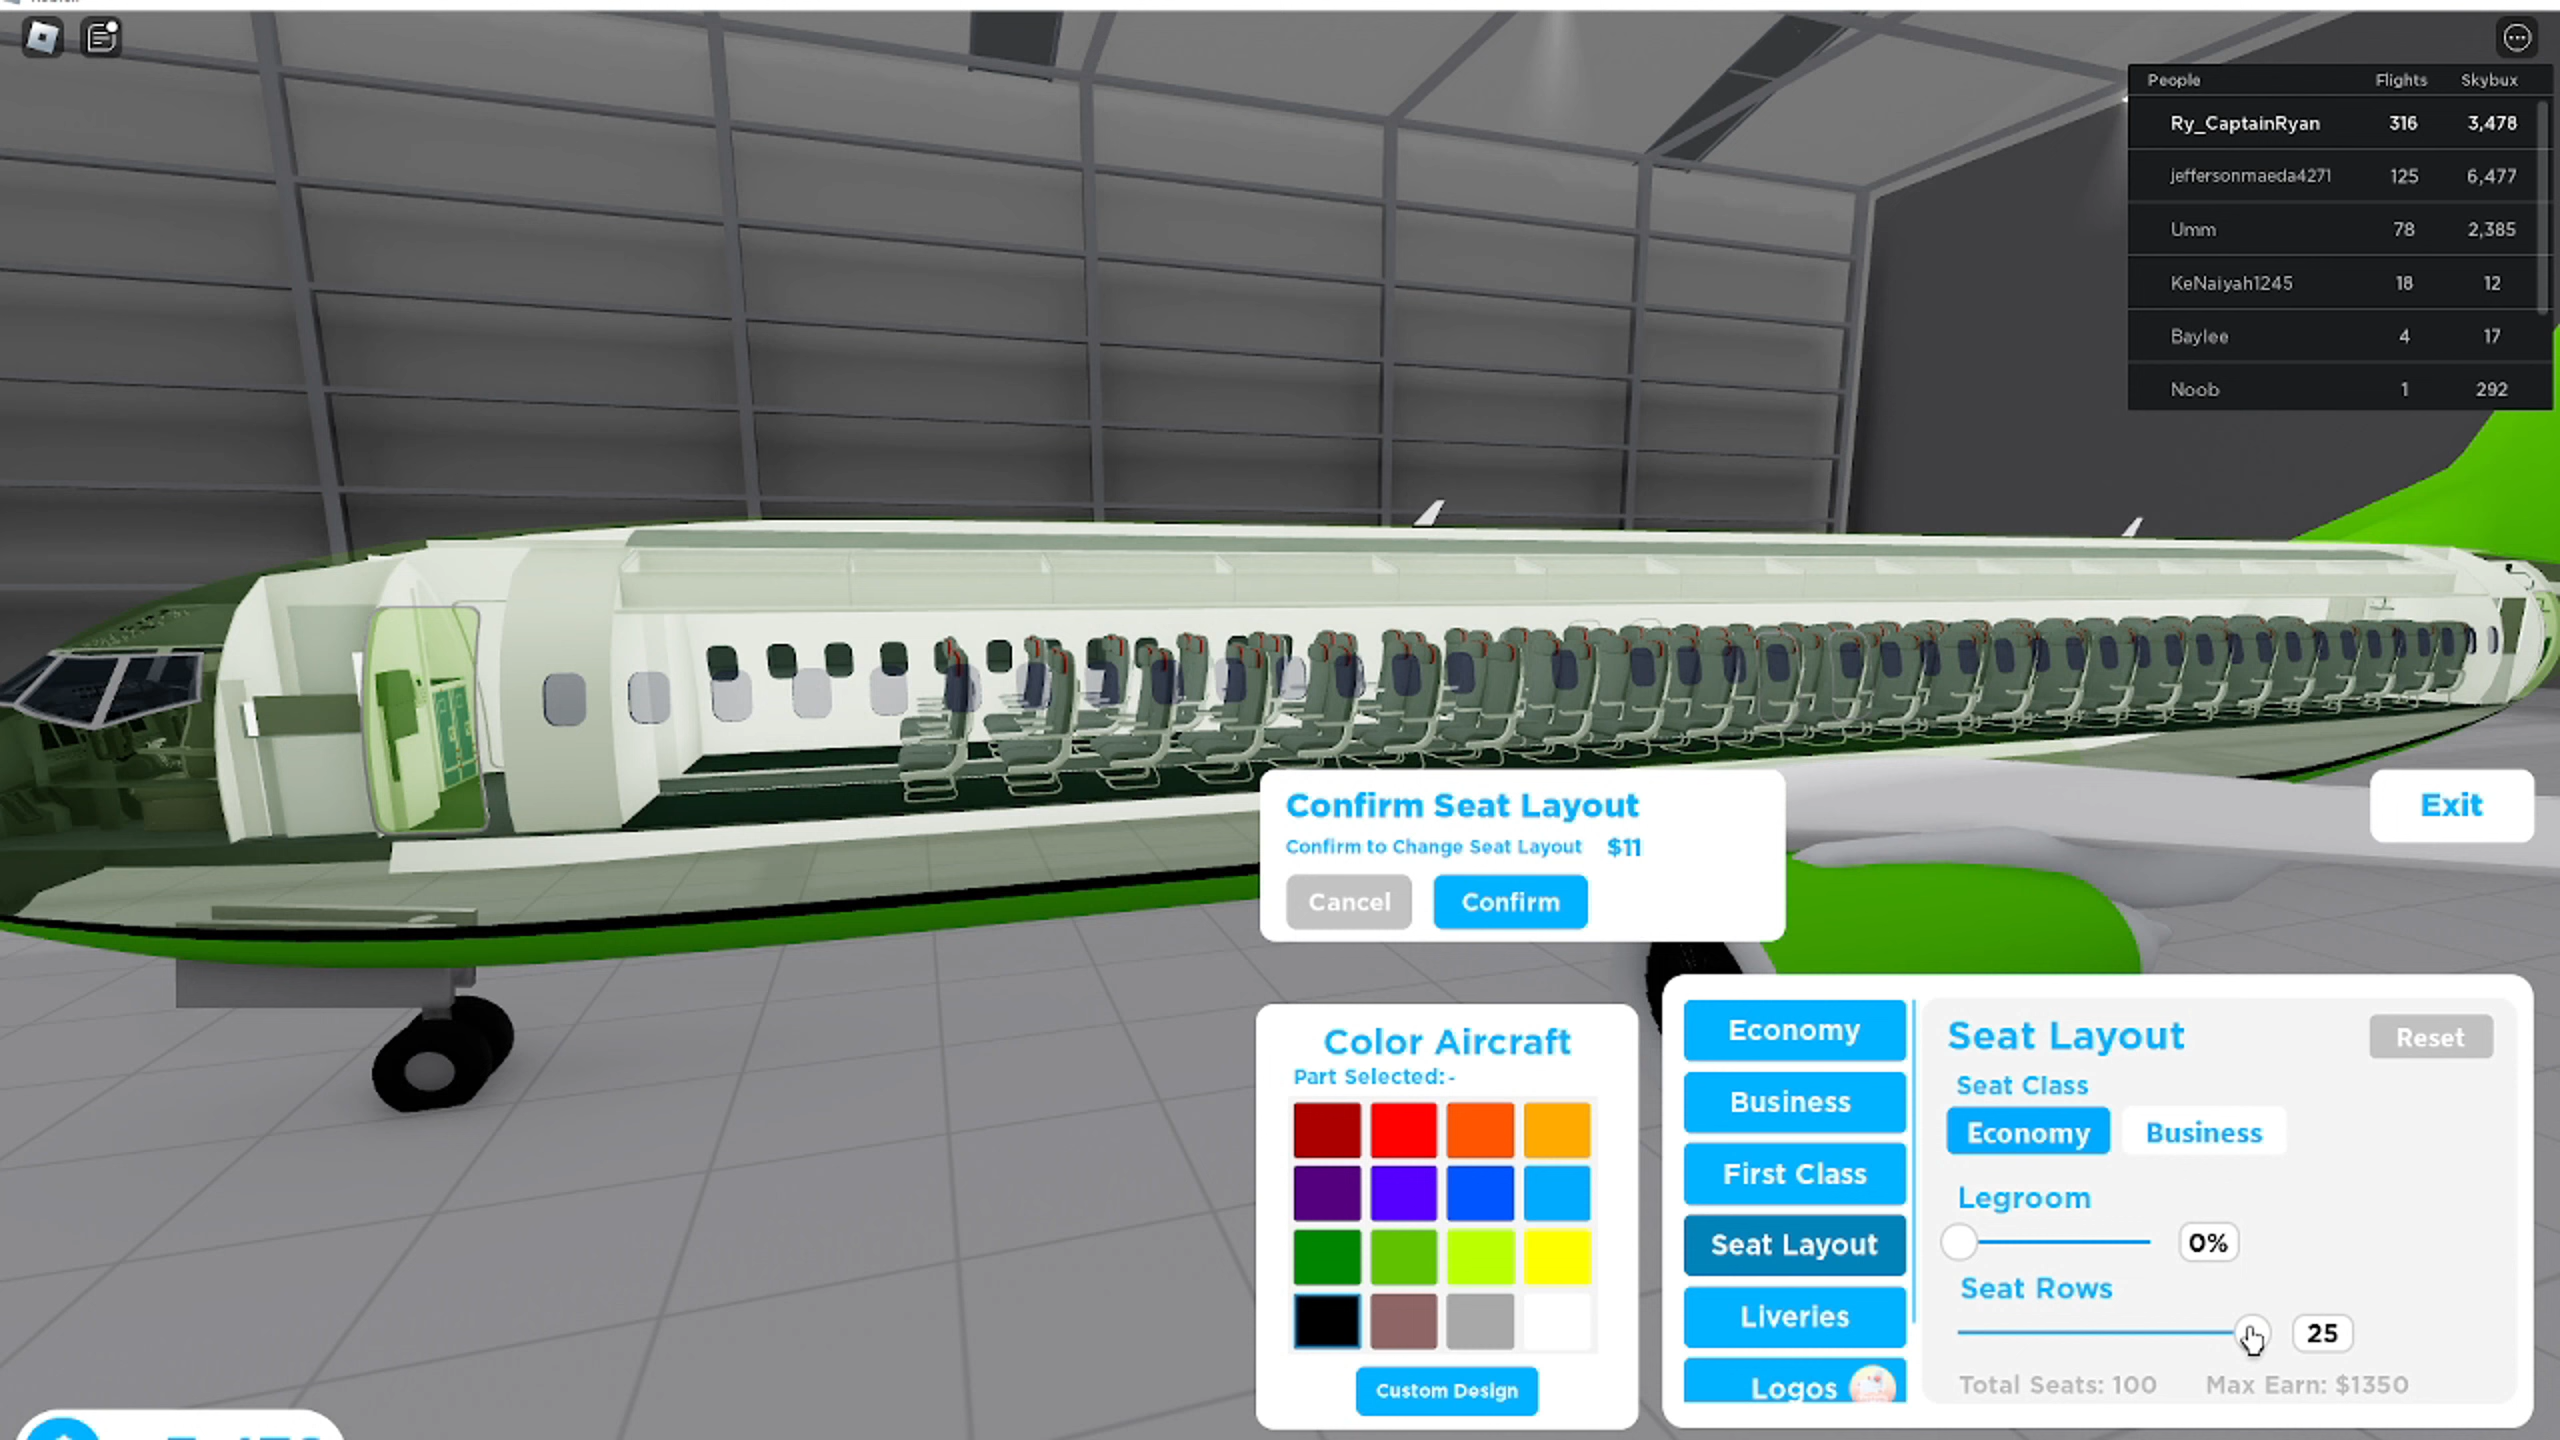 People Flights Skybux
Ry_CaptainRyan 316 3,478
jeffersonmaeda4271 125 6,477
Umm 78 2,385
KeNaiyah1245 18 12
Baylee 4 17
Noob 1 292
Exit
Confirm Seat Layout
Confirm to Change Seat Layout $11
Cancel Confirm
Color Aircraft
Part Selected: -
Custom Design
Economy
Business
First Class
Seat Layout
Liveries
Logos
Seat Layout Reset
Seat Class
Economy Business
Legroom
0%
Seat Rows
25
Total Seats: 100 Max Earn: $1350